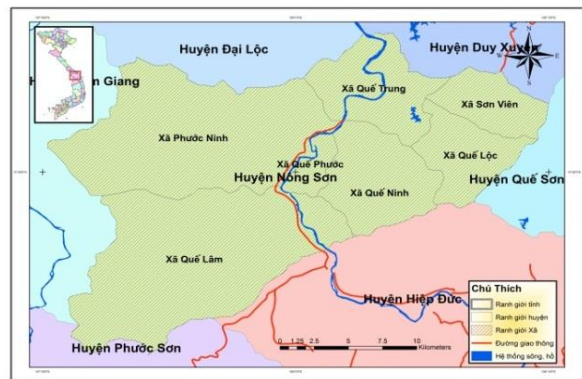 Huyện Đại Lộc
Huyện Duy Xuyên
Giang
Xã Quế Trung
Xã Sơn Viên
Xã Phước Ninh
Xã Quế Lộc
Xã Quế Phước
Huyện Nông Sơn
Huyện Quế Sơn
Xã Quế Ninh
Xã Quế Lâm
Huyện Hiệp Đức
Huyện Phước Sơn
Chú Thích
Ranh giới tỉnh
Ranh giới huyện
Ranh giới Xã
Đường giao thông
Hệ thống sông, hồ
0 1.25 2.5 5 7.5 10
Kilometers
N
W
E
S